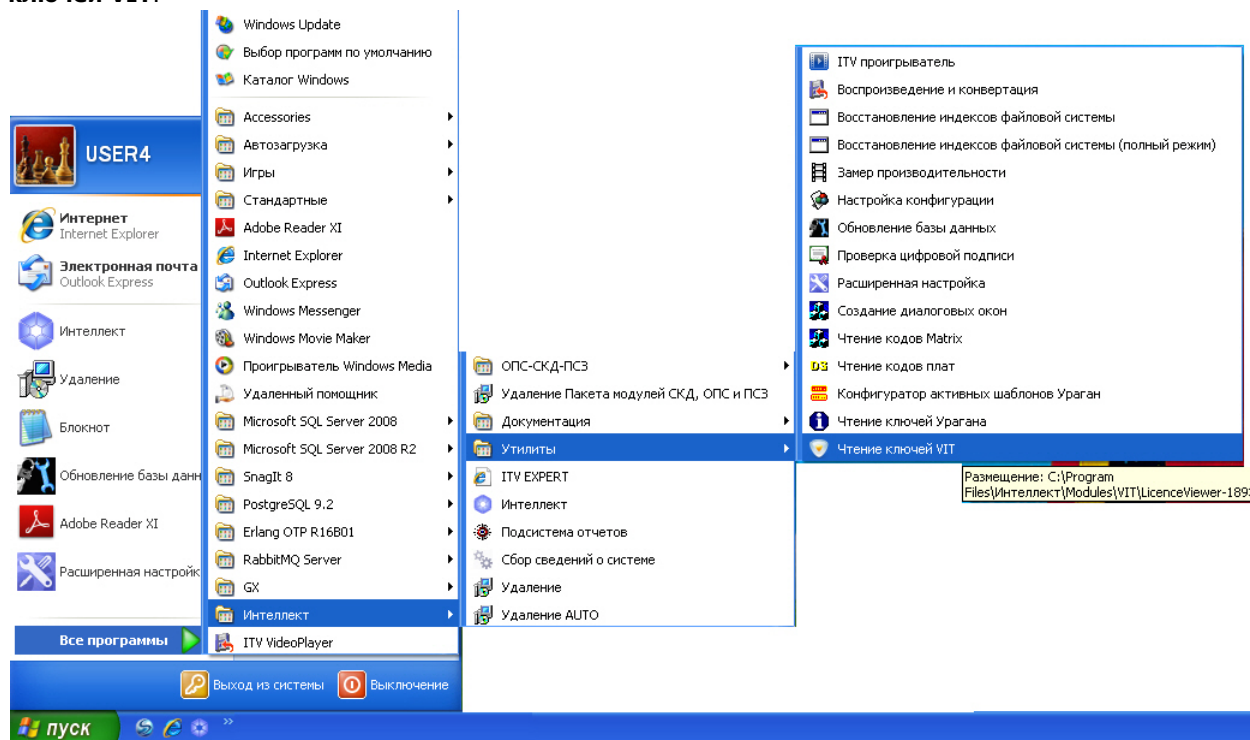 ключей VIT.
USER4
Интернет
Internet Explorer
Электронная почта
Outlook Express
Интеллект
Удаление
Блокнот
Обновление базы данн
Adobe Reader XI
Расширенная настройк
Все программы
Windows Update
Выбор программ по умолчанию
Каталог Windows
Accessories
Автозагрузка
Игры
Стандартные
Adobe Reader XI
Internet Explorer
Outlook Express
Windows Messenger
Windows Movie Maker
Проигрыватель Windows Media
Удаленный помощник
Microsoft SQL Server 2008
Microsoft SQL Server 2008 R2
SnagIt 8
PostgreSQL 9.2
Erlang OTP R16B01
RabbitMQ Server
GX
Интеллект
ITV VideoPlayer
ОПС-СКД-ПСЗ
Удаление Пакета модулей СКД, ОПС и ПСЗ
Документация
Утилиты
ITV EXPERT
Интеллект
Подсистема отчетов
Сбор сведений о системе
Удаление
Удаление AUTO
ITV проигрыватель
Воспроизведение и конвертация
Восстановление индексов файловой системы
Восстановление индексов файловой системы (полный режим)
Замер производительности
Настройка конфигурации
Обновление базы данных
Проверка цифровой подписи
Расширенная настройка
Создание диалоговых окон
Чтение кодов Matrix
Чтение кодов плат
Конфигуратор активных шаблонов Ураган
Чтение ключей Урагана
Чтение ключей VIT
Размещение: C:\Program
Files\Интеллект\Modules\VIT\LicenceViewer-189
Выход из системы
Выключение
пуск